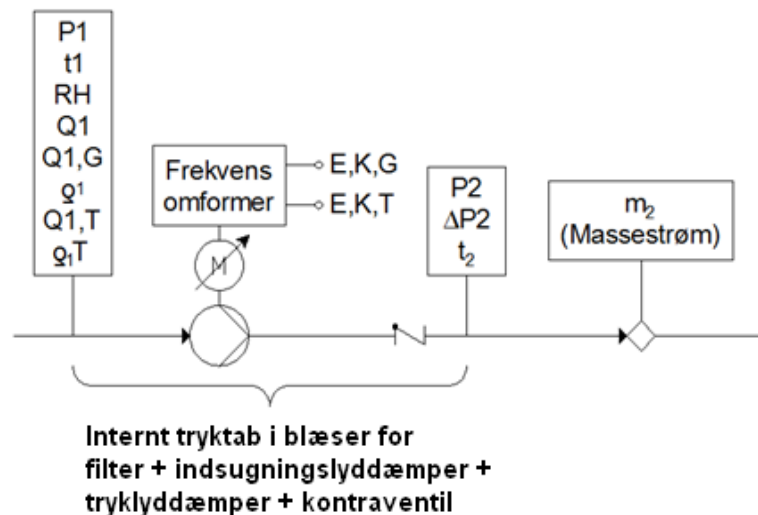 P1
t1
RH
Q1
Q1,G
ϱ1
Q1,T
ϱ1T
Frekvens
omformer
E,K,G
E,K,T
M
P2
ΔP2
t2
m2
(Massestrøm)
Internt tryktab i blæser for
filter + indsugningslyddæmper +
tryklyddæmper + kontraventil